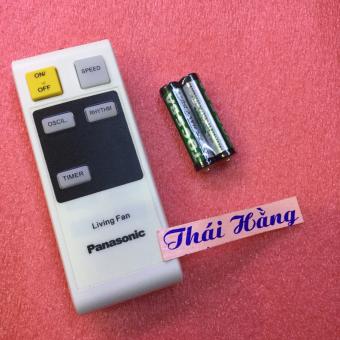 ON/
OFF
SPEED
OSCIL.
RHYTHM
TIMER
Living Fan
Panasonic
Thái Hằng